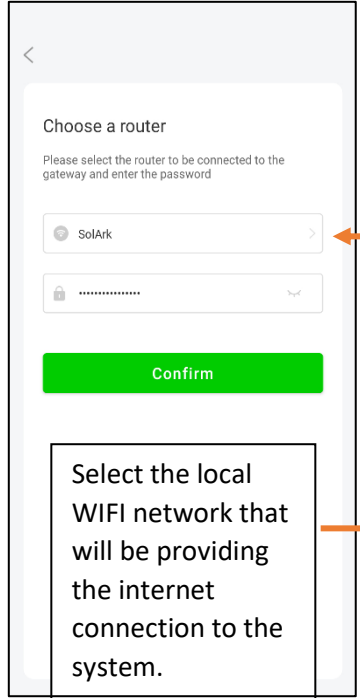 Choose a router
Please select the router to be connected to the
gateway and enter the password
SolArk
Confirm
Select the local
WIFI network that
will be providing
the internet
connection to the
system.